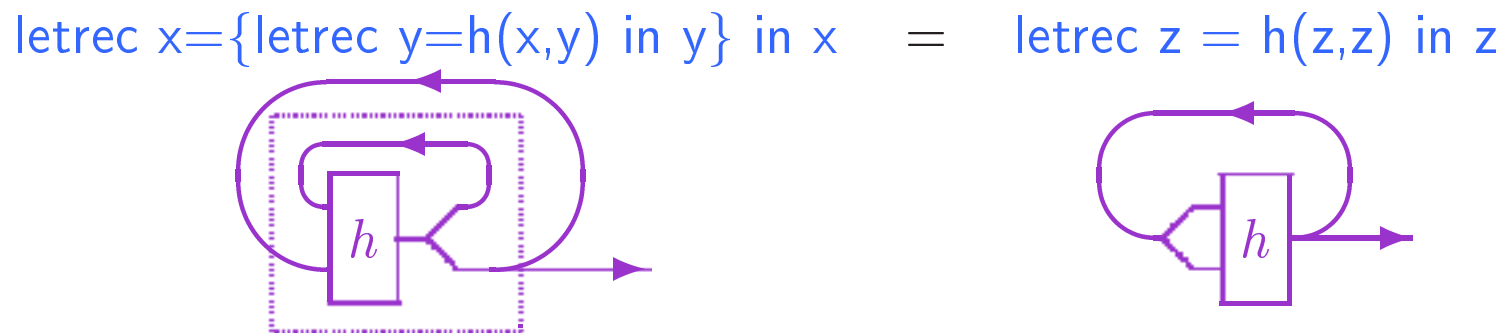 letrec x={letrec y=h(x,y) in y} in x = letrec z = h(z,z) in z
h h